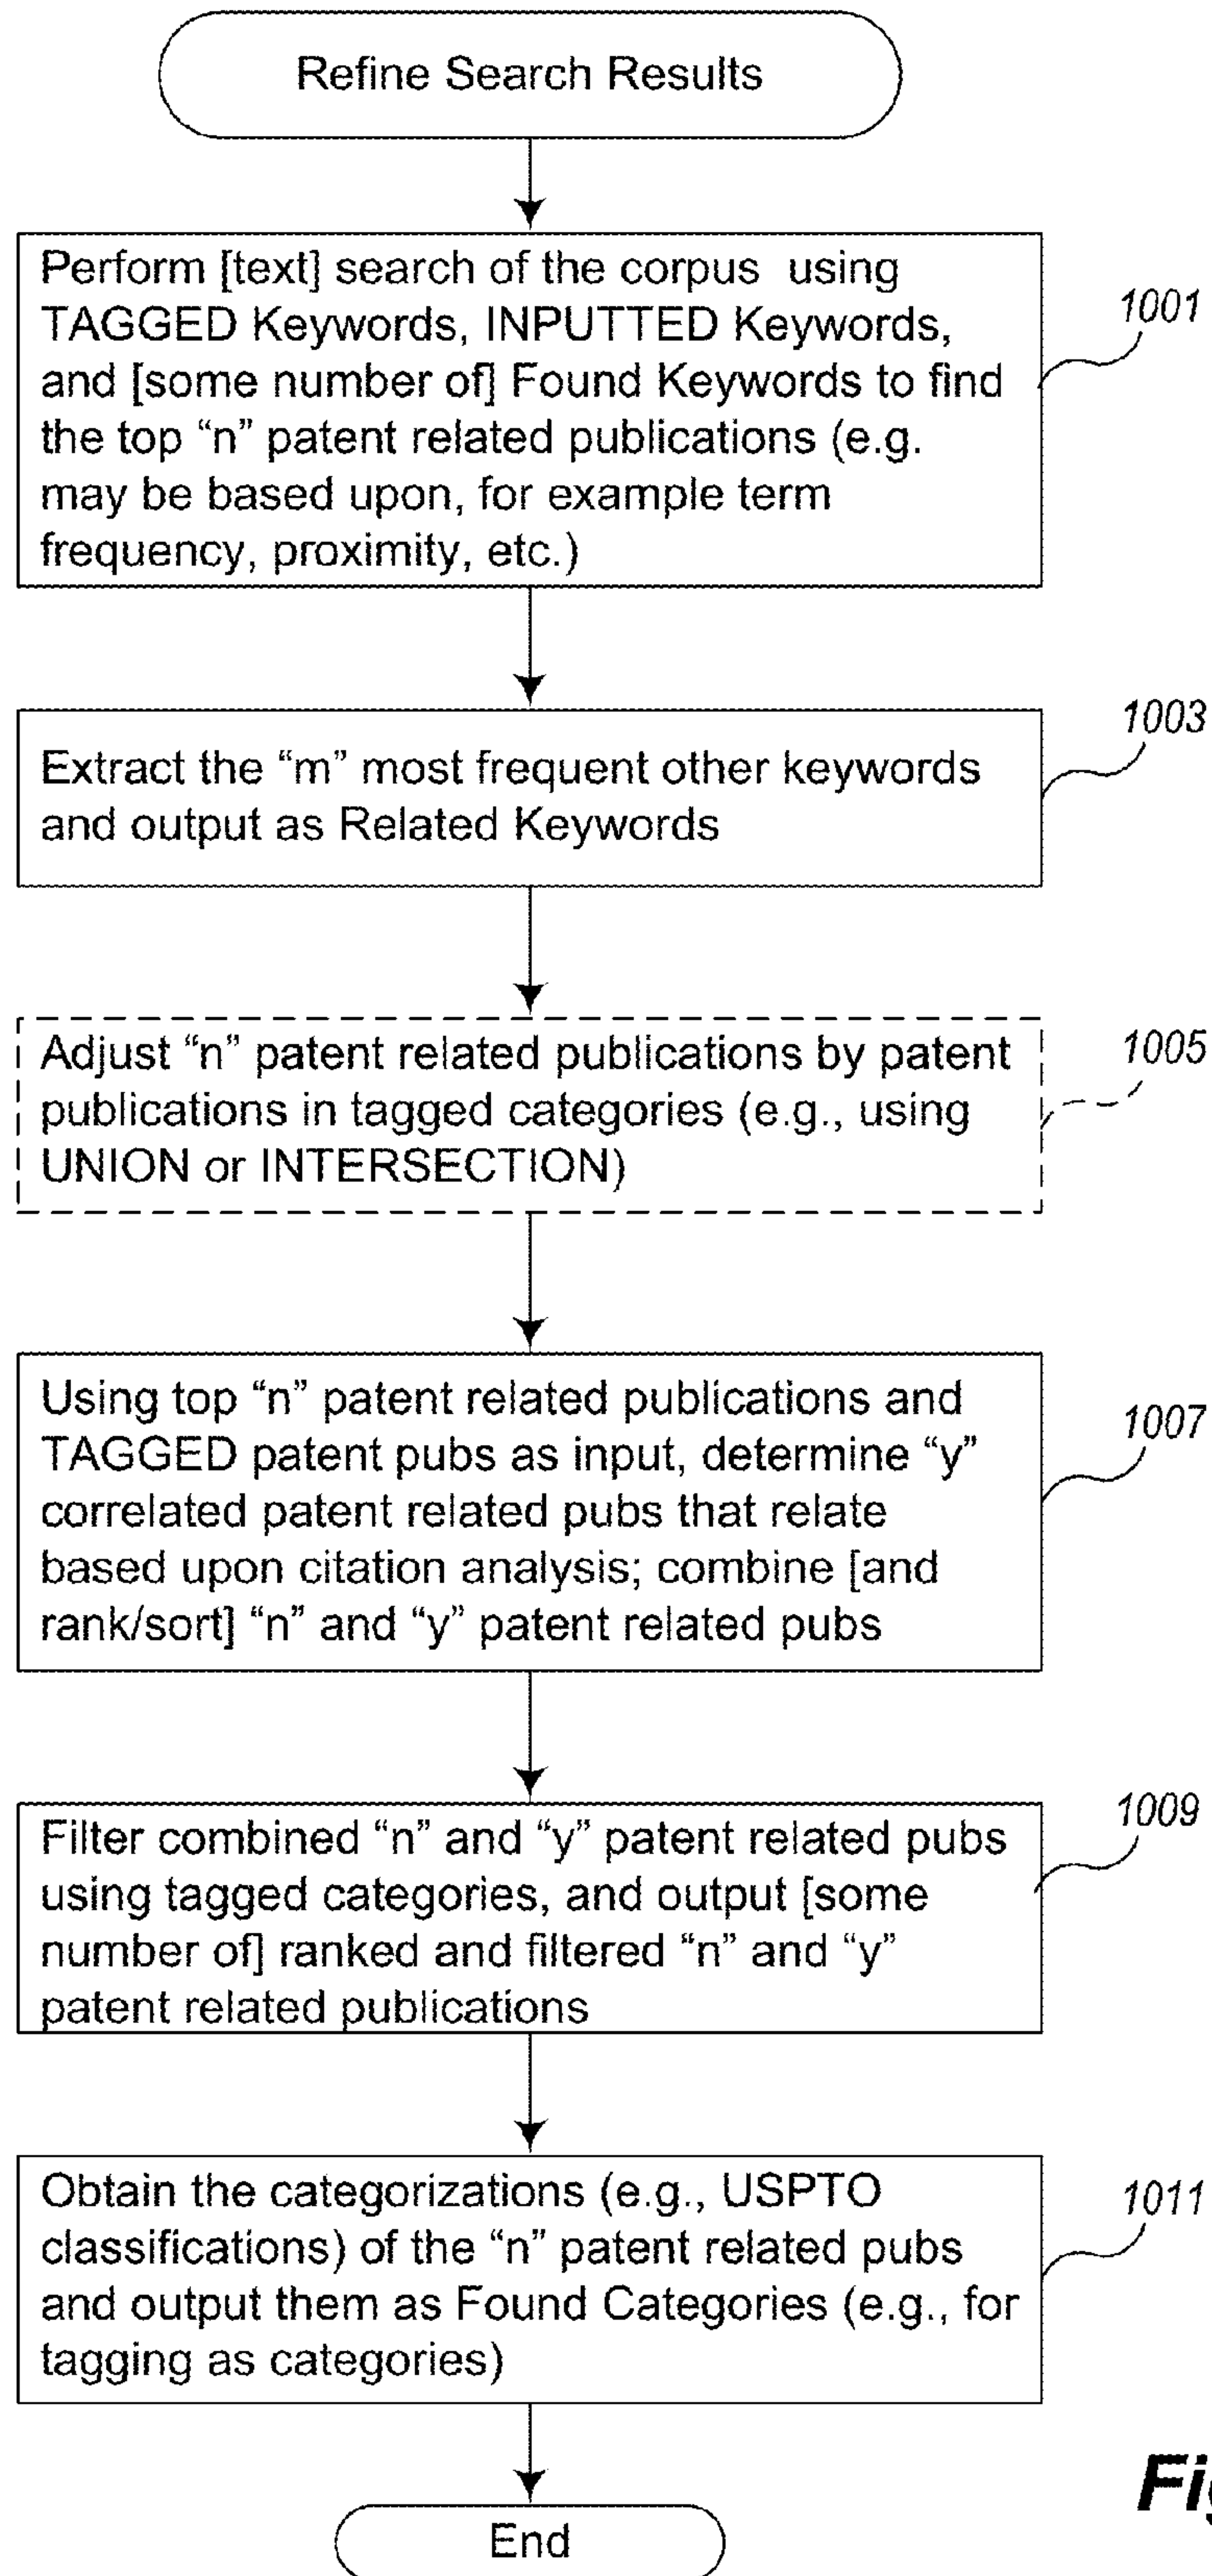 Refine Search Results
Perform [text] search of the corpus using
TAGGED Keywords, INPUTTED Keywords,
and [some number of] Found Keywords to find
the top “n” patent related publications (e.g.
may be based upon, for example term
frequency, proximity, etc.)
1001
Extract the “m” most frequent other keywords
and output as Related Keywords
1003
Adjust “n” patent related publications by patent
publications in tagged categories (e.g., using
UNION or INTERSECTION)
1005
Using top “n” patent related publications and
TAGGED patent pubs as input, determine “y”
correlated patent related pubs that relate
based upon citation analysis; combine [and
rank/sort] “n” and “y” patent related pubs
1007
Filter combined “n” and “y” patent related pubs
using tagged categories, and output [some
number of] ranked and filtered “n” and “y”
patent related publications
1009
Obtain the categorizations (e.g., USPTO
classifications) of the “n” patent related pubs
and output them as Found Categories (e.g., for
tagging as categories)
1011
End